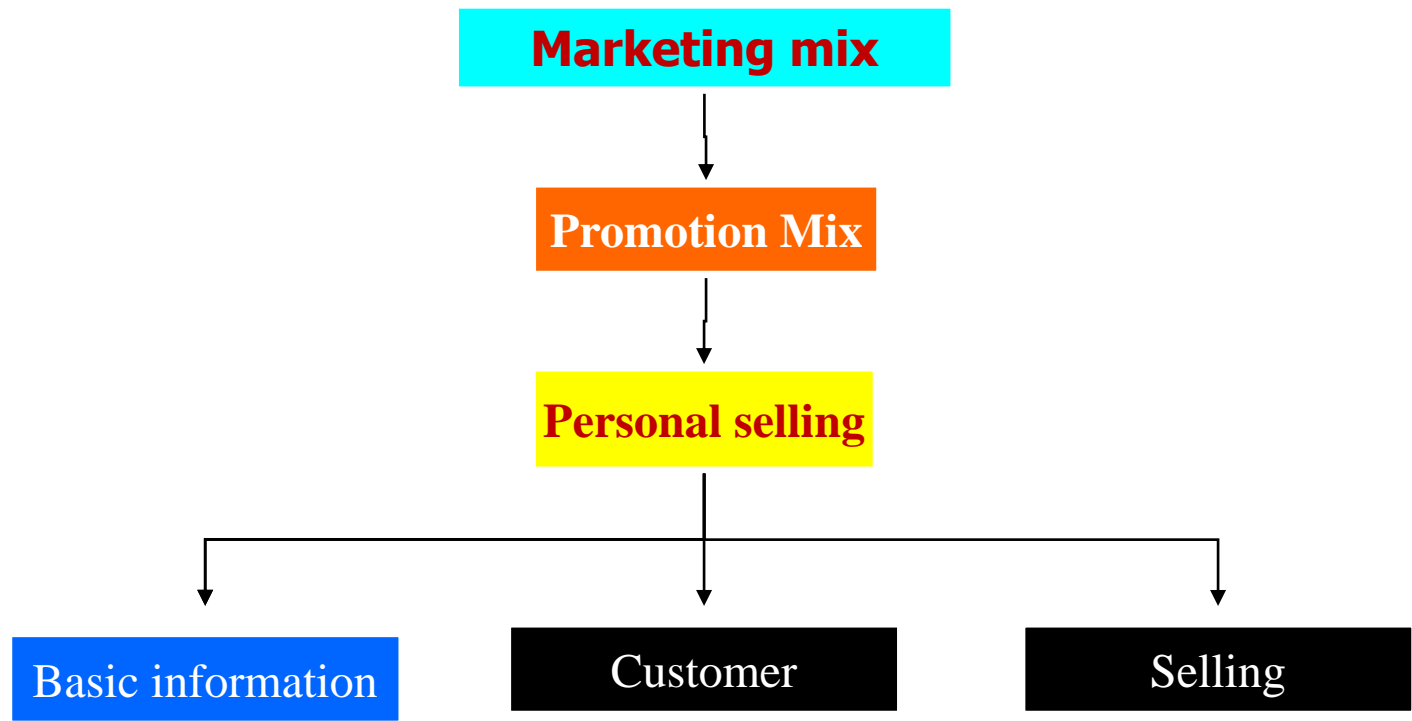 Marketing mix
Promotion Mix
Personal selling
Basic information
Customer
Selling